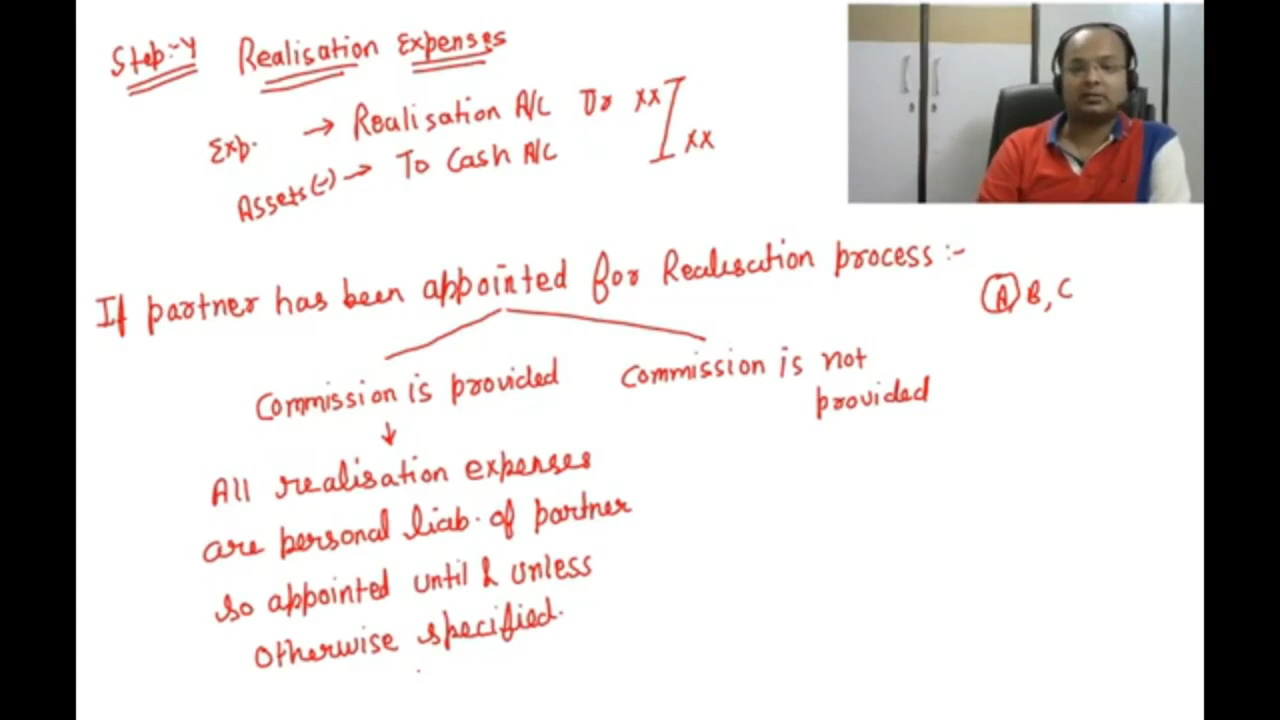 Step:-4 Realisation Expenses
Exp. → Realisation A/C Dr xx
Assets(-) → To Cash A/C xx
If partner has been appointed for Realisation process :-
A B, C
Commission is provided
Commission is not
provided
All realisation expenses
are personal liab. of partner
so appointed until & unless
otherwise specified.